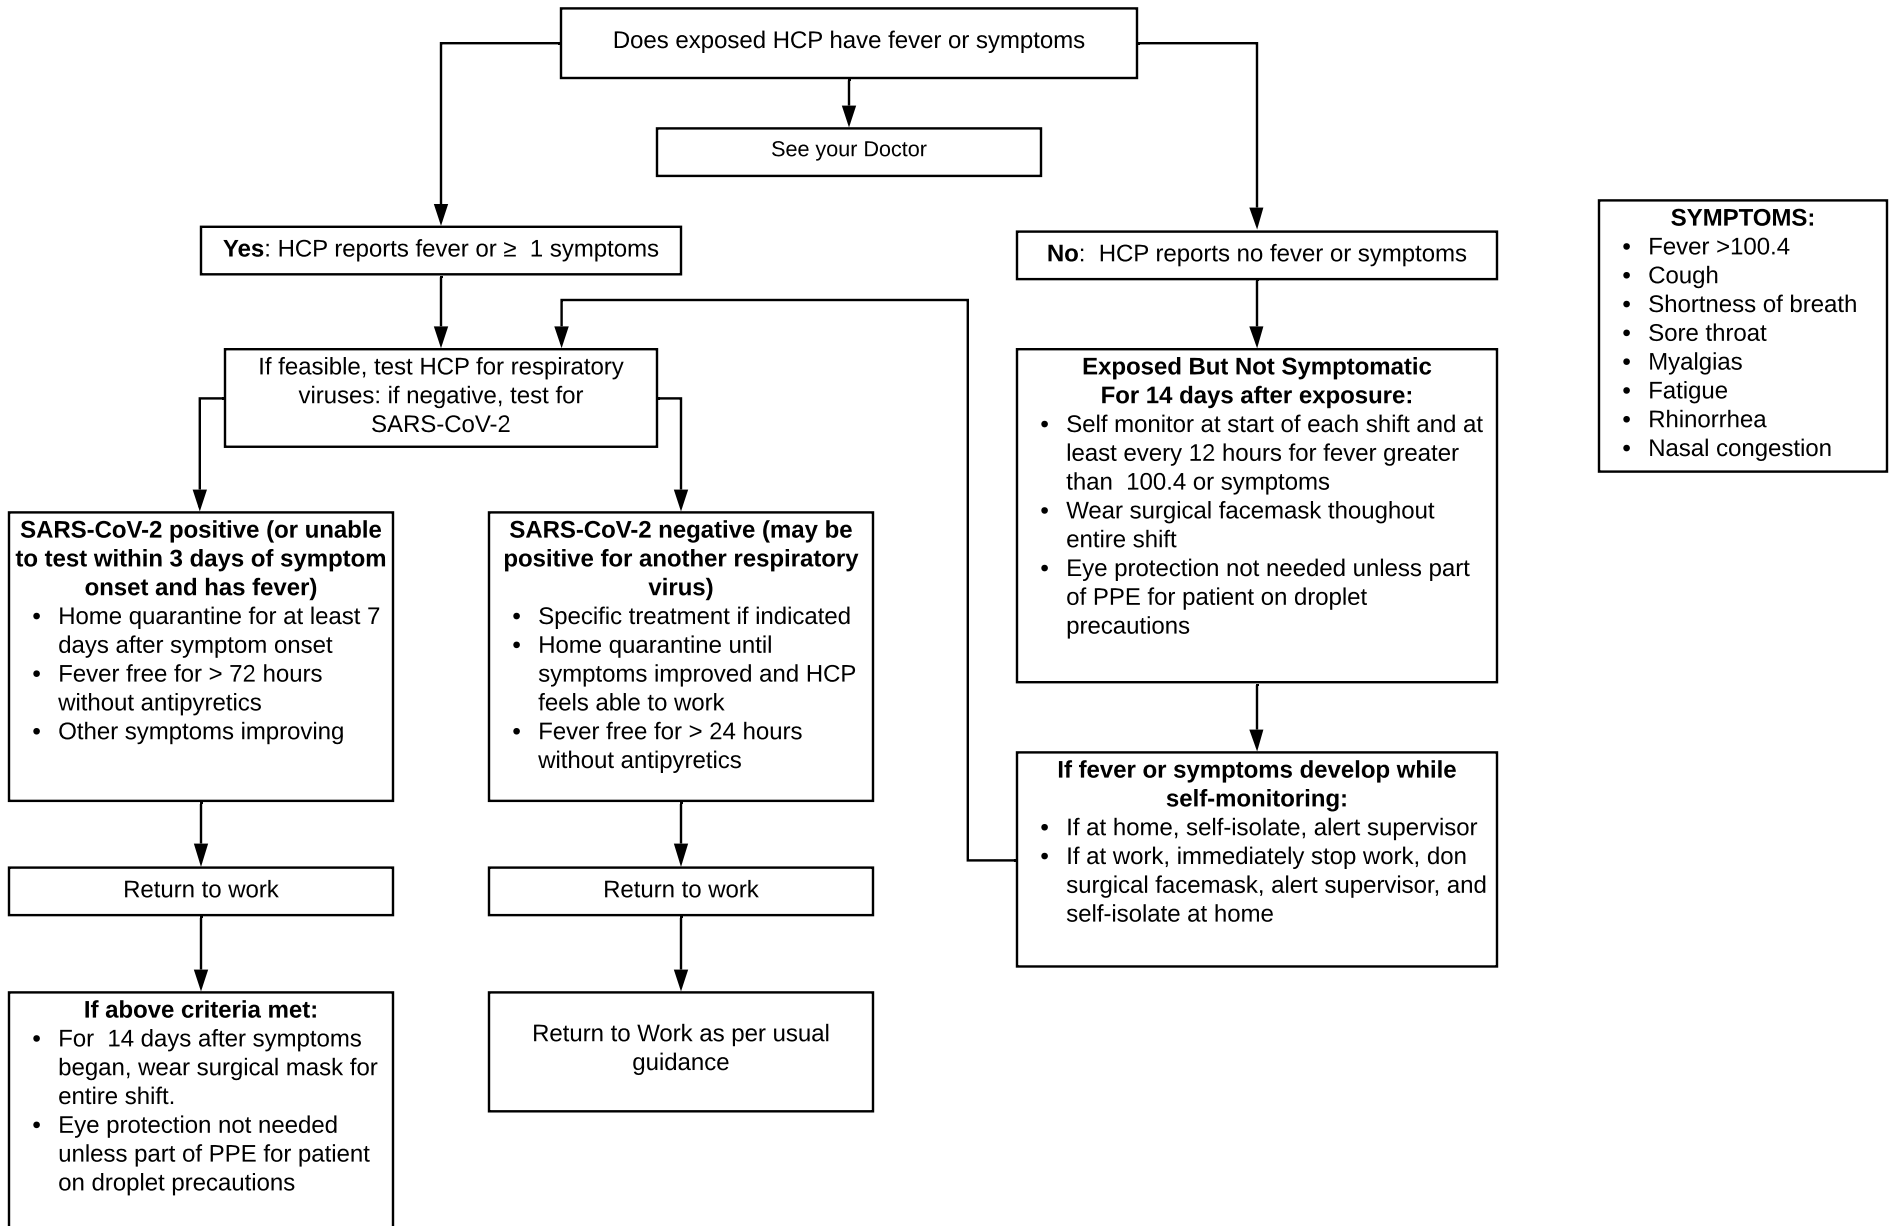 Does exposed HCP have fever or symptoms
See your Doctor
Yes: HCP reports fever or ≥  1 symptoms
No:  HCP reports no fever or symptoms
SYMPTOMS:
• Fever >100.4
• Cough
• Shortness of breath
• Sore throat
• Myalgias
• Fatigue
• Rhinorrhea
• Nasal congestion
If feasible, test HCP for respiratory
viruses: if negative, test for
SARS-CoV-2
Exposed But Not Symptomatic
For 14 days after exposure:
• Self monitor at start of each shift and at
least every 12 hours for fever greater
than  100.4 or symptoms
• Wear surgical facemask thoughout
entire shift
• Eye protection not needed unless part
of PPE for patient on droplet
precautions
SARS-CoV-2 positive (or unable
to test within 3 days of symptom
onset and has fever)
• Home quarantine for at least 7
days after symptom onset
• Fever free for > 72 hours
without antipyretics
• Other symptoms improving
SARS-CoV-2 negative (may be
positive for another respiratory
virus)
• Specific treatment if indicated
• Home quarantine until
symptoms improved and HCP
feels able to work
• Fever free for > 24 hours
without antipyretics
If fever or symptoms develop while
self-monitoring:
• If at home, self-isolate, alert supervisor
• If at work, immediately stop work, don
surgical facemask, alert supervisor, and
self-isolate at home
Return to work
Return to work
If above criteria met:
• For  14 days after symptoms
began, wear surgical mask for
entire shift.
• Eye protection not needed
unless part of PPE for patient
on droplet precautions
Return to Work as per usual
guidance